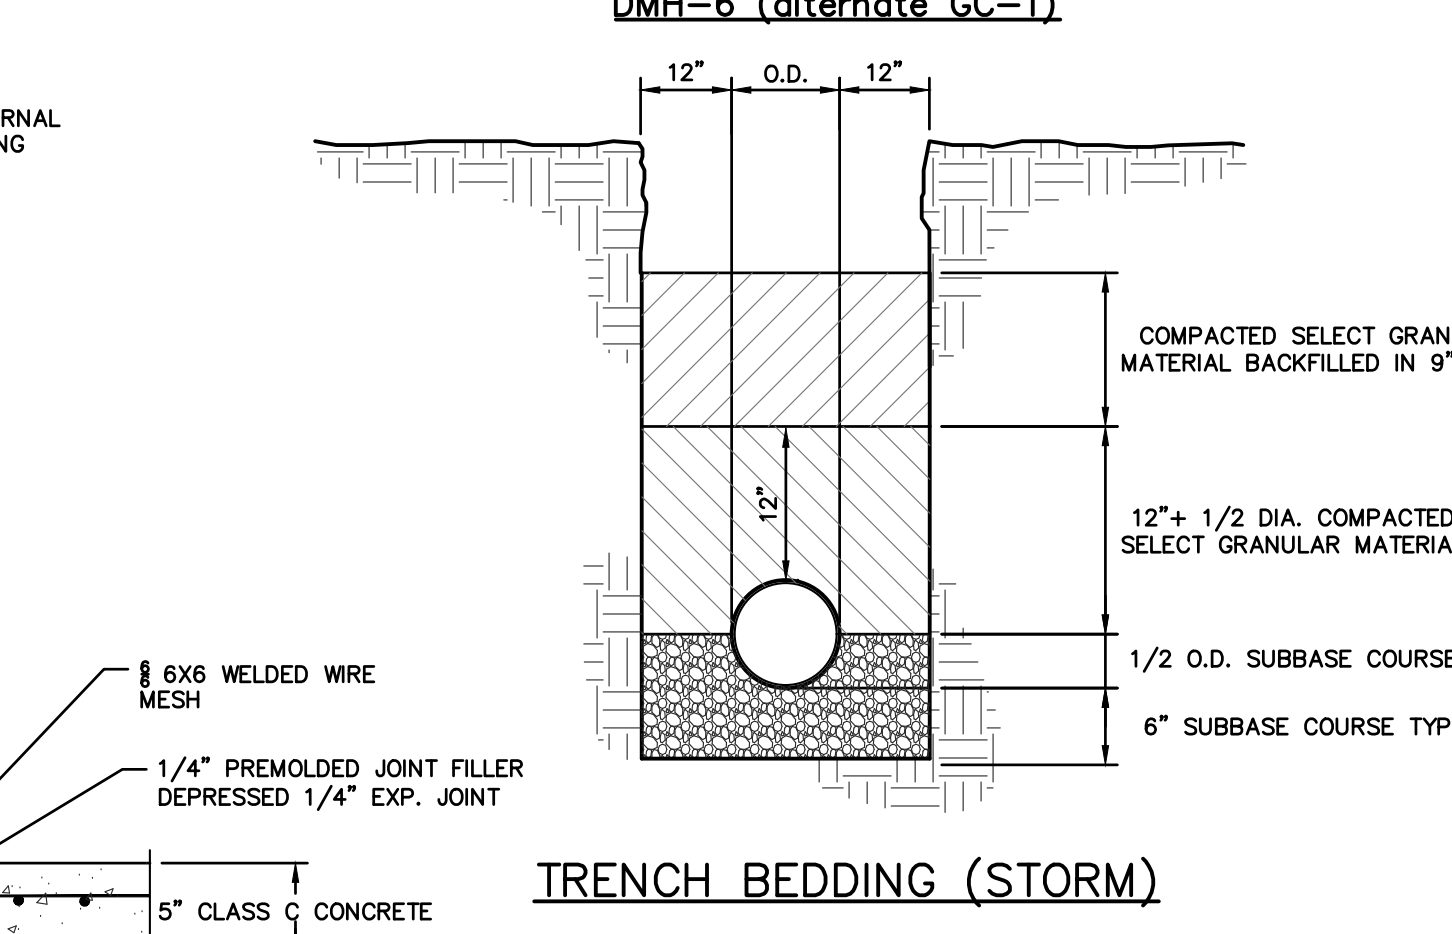 DMH-6 (alternate GC-1)
12" O.D. 12"
RNAL
NG
COMPACTED SELECT GRAN
MATERIAL BACKFILLED IN 9"
12"
12"+ 1/2 DIA. COMPACTED
SELECT GRANULAR MATERIA
1/2 O.D. SUBBASE COURSE
6" SUBBASE COURSE TYP
6/6 6X6 WELDED WIRE
MESH
1/4" PREMOLDED JOINT FILLER
DEPRESSED 1/4" EXP. JOINT
5" CLASS C CONCRETE
TRENCH BEDDING (STORM)